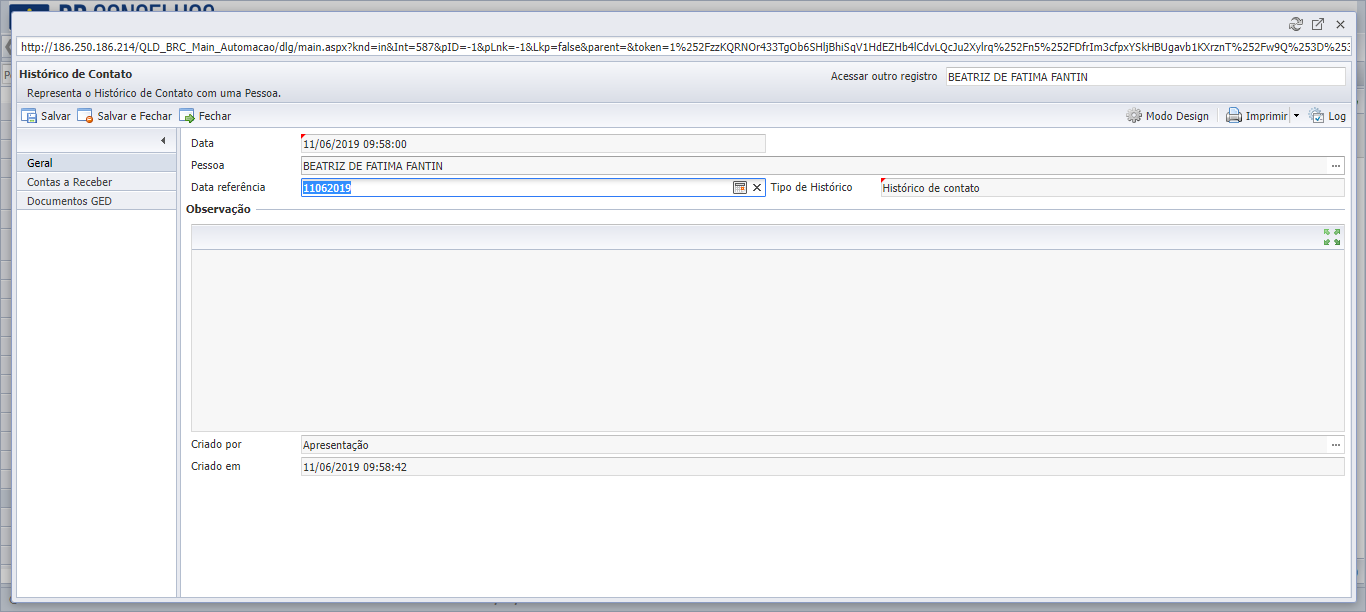 BR CONSELHOS
http://186.250.186.214/QLD_BRC_Main_Automacao/dlg/main.aspx?knd=in&Int=587&pID=-1&pLnk=-1&Lkp=false&parent=&token=1%252FzzKQRNOr433TgOb6SHljBhiSqV1HdEZHb4lCdvLQcJu2Xylrq%252Fn5%252FDfrIm3cfpxYSkHBUgavb1KXrznT%252Fw9Q%253D%253
Histórico de Contato
Acessar outro registro BEATRIZ DE FATIMA FANTIN
Representa o Histórico de Contato com uma Pessoa.
Salvar Salvar e Fechar Fechar Modo Design Imprimir Log
Geral
Contas a Receber
Documentos GED
Data 11/06/2019 09:58:00
Pessoa BEATRIZ DE FATIMA FANTIN ...
Data referência 11062019 Tipo de Histórico Histórico de contato
Observação
Criado por Apresentação ...
Criado em 11/06/2019 09:58:42